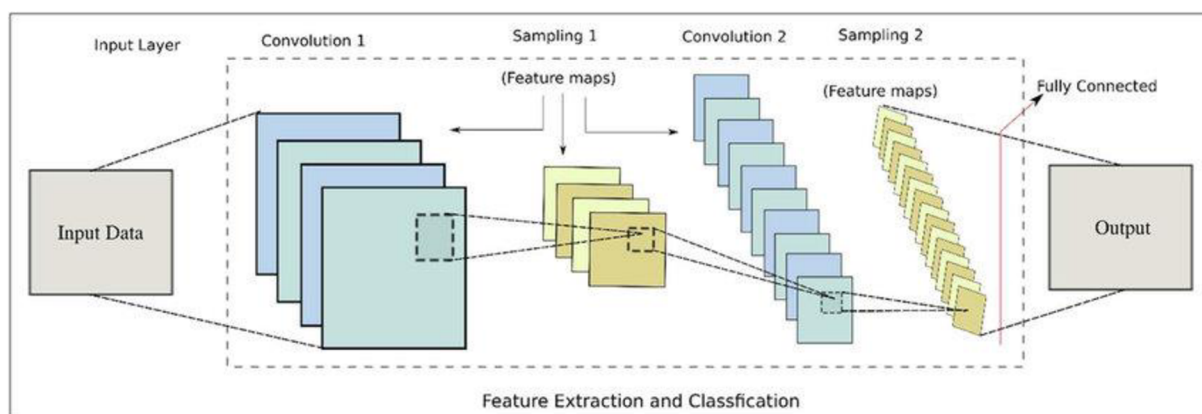 Input Layer
Convolution 1
Sampling 1
Convolution 2
Sampling 2
(Feature maps)
(Feature maps)
Fully Connected
Input Data
Output
Feature Extraction and Classfication